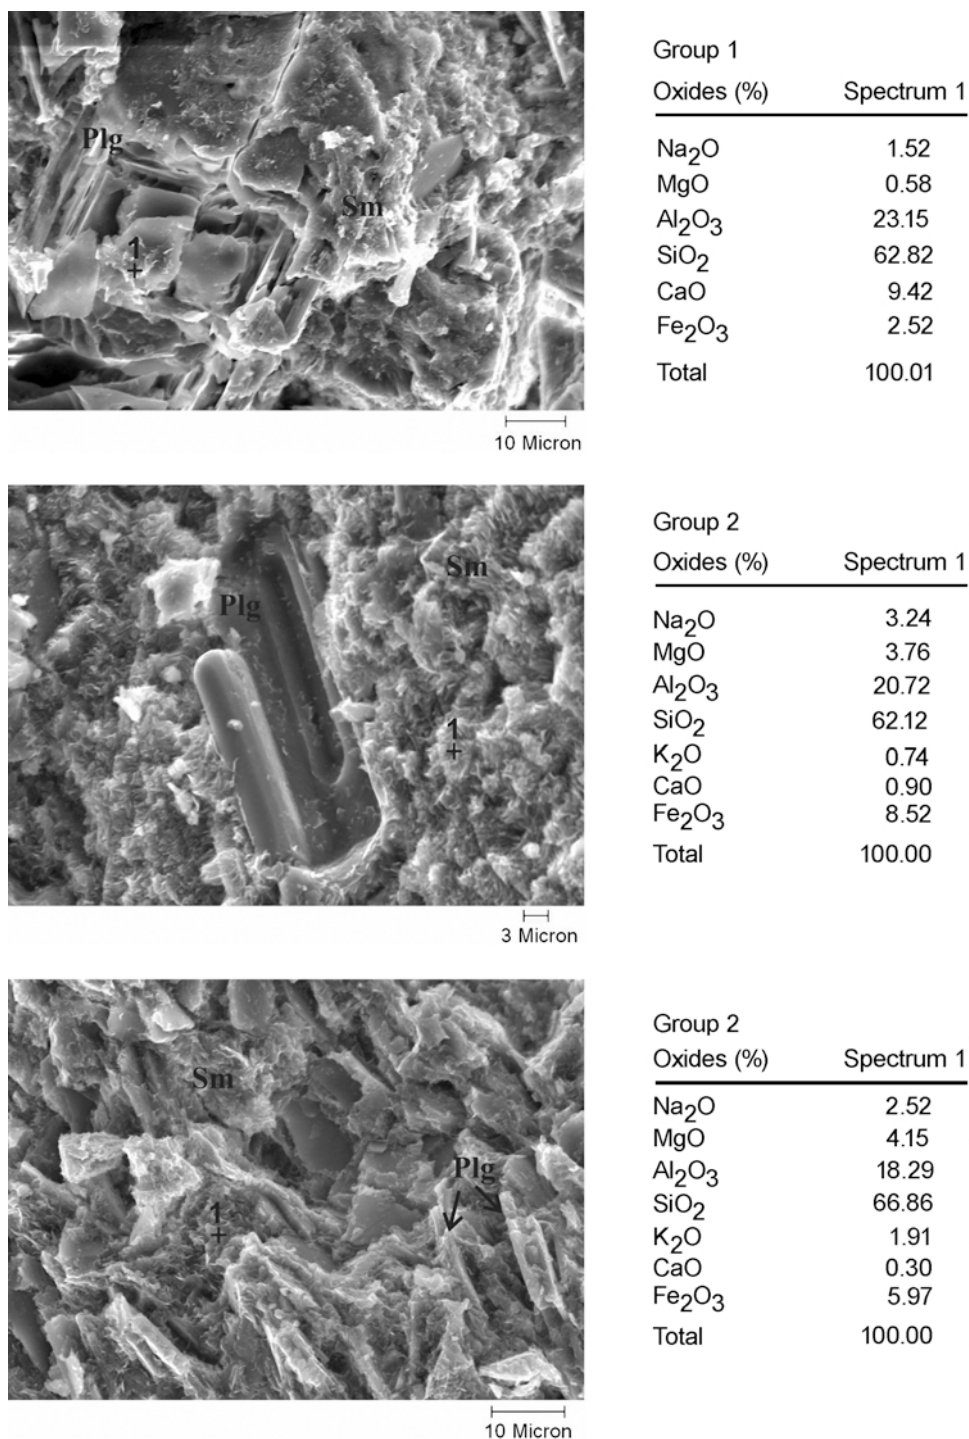 Plg
Sm
1
+
10 Micron
Group 1
Oxides (%) Spectrum 1
Na2O 1.52
MgO 0.58
Al2O3 23.15
SiO2 62.82
CaO 9.42
Fe2O3 2.52
Total 100.01
Sm
Plg
1
+
3 Micron
Group 2
Oxides (%) Spectrum 1
Na2O 3.24
MgO 3.76
Al2O3 20.72
SiO2 62.12
K2O 0.74
CaO 0.90
Fe2O3 8.52
Total 100.00
Sm
Plg
1
+
10 Micron
Group 2
Oxides (%) Spectrum 1
Na2O 2.52
MgO 4.15
Al2O3 18.29
SiO2 66.86
K2O 1.91
CaO 0.30
Fe2O3 5.97
Total 100.00